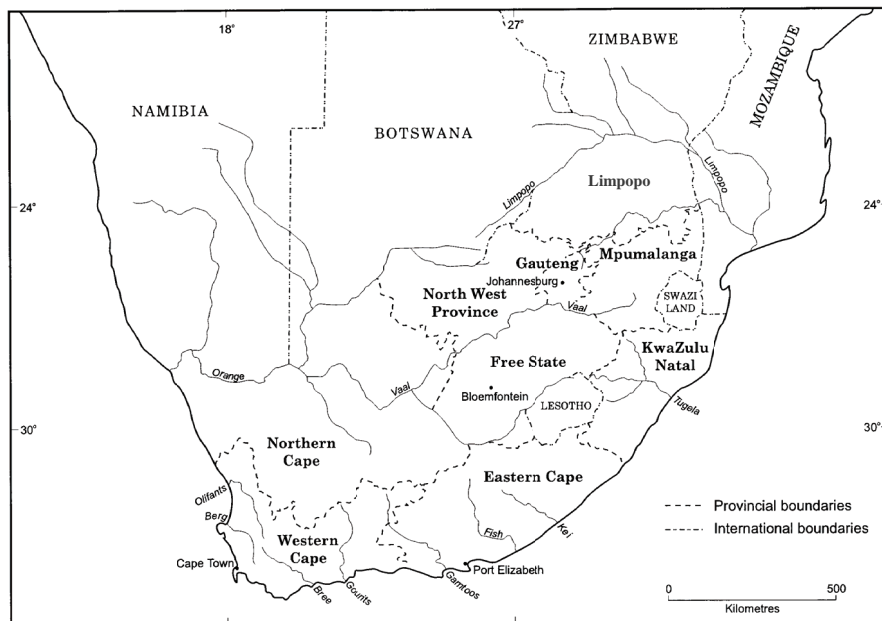 18°
27°
ZIMBABWE
MOZAMBIQUE
NAMIBIA
BOTSWANA
Limpopo
Limpopo
Limpopo
24°
24°
Gauteng
Mpumalanga
Johannesburg
North West
Province
SWAZI
LAND
Vaal
KwaZulu
Natal
Free State
Orange
Vaal
Bloemfontein
LESOTHO
Tugela
30°
30°
Northern
Cape
Eastern Cape
Olifants
Berg
Western
Cape
Fish
Kei
Cape Town
Port Elizabeth
Bree
Gourits
Gamtoos
Provincial boundaries
International boundaries
0
500
Kilometres